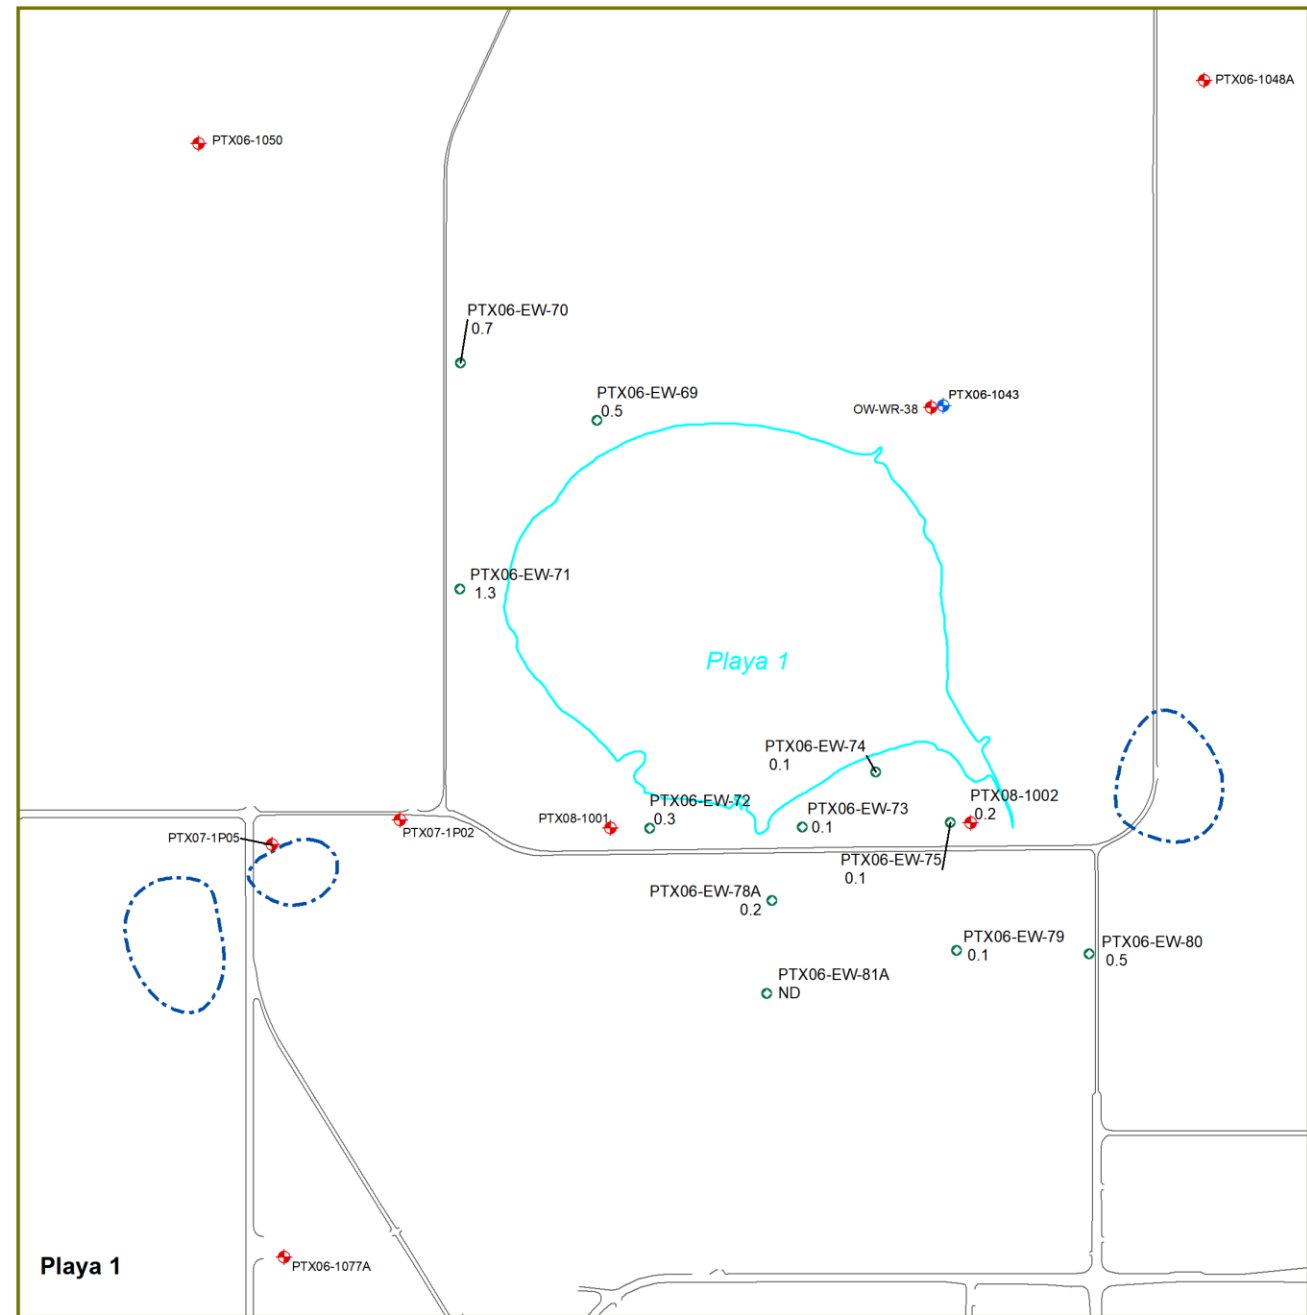 PTX06-1048A
PTX06-1050
PTX06-EW-70
0.7
PTX06-EW-69
0.5
OW-WR-38
PTX06-1043
PTX06-EW-71
1.3
Playa 1
PTX06-EW-74
0.1
PTX06-EW-72
0.3
PTX06-EW-73
0.1
PTX08-1002
0.2
PTX08-1001
PTX07-1P02
PTX07-1P05
PTX06-EW-75
0.1
PTX06-EW-78A
0.2
PTX06-EW-79
0.1
PTX06-EW-80
0.5
PTX06-EW-81A
ND
Playa 1
PTX06-1077A